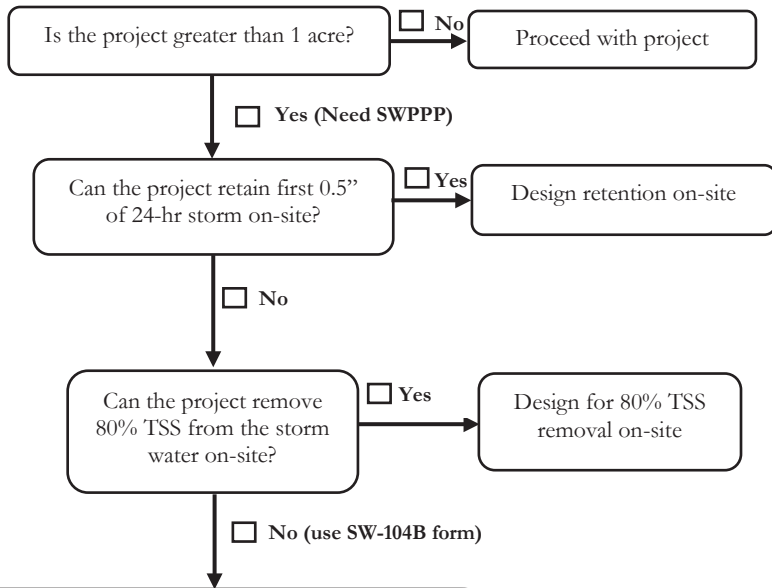 Is the project greater than 1 acre?
No
Proceed with project
Yes (Need SWPPP)
Can the project retain first 0.5”
of 24-hr storm on-site?
Yes
Design retention on-site
No
Can the project remove
80% TSS from the storm
water on-site?
Yes
Design for 80% TSS
removal on-site
No (use SW-104B form)